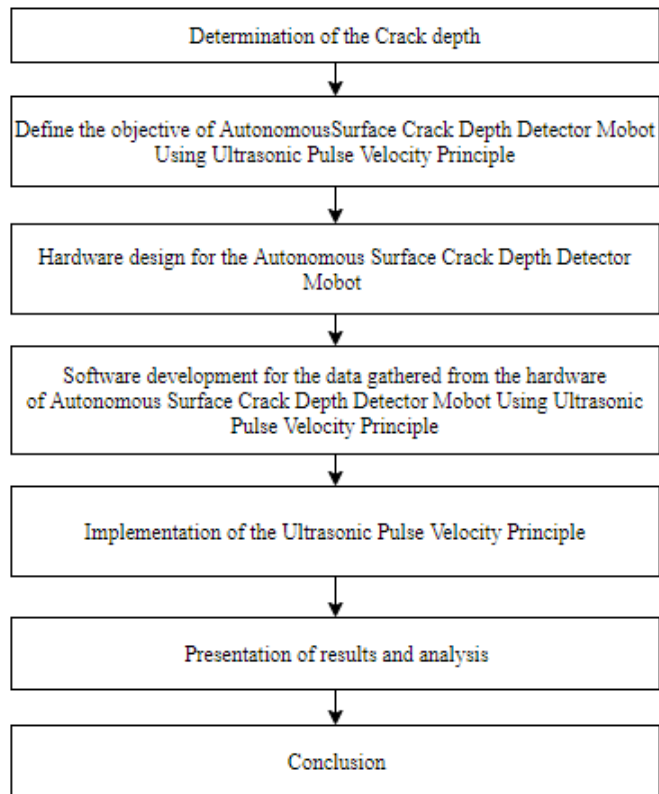 Determination of the Crack depth
Define the objective of AutonomousSurface Crack Depth Detector Mobot
Using Ultrasonic Pulse Velocity Principle
Hardware design for the Autonomous Surface Crack Depth Detector
Mobot
Software development for the data gathered from the hardware
of Autonomous Surface Crack Depth Detector Mobot Using Ultrasonic
Pulse Velocity Principle
Implementation of the Ultrasonic Pulse Velocity Principle
Presentation of results and analysis
Conclusion